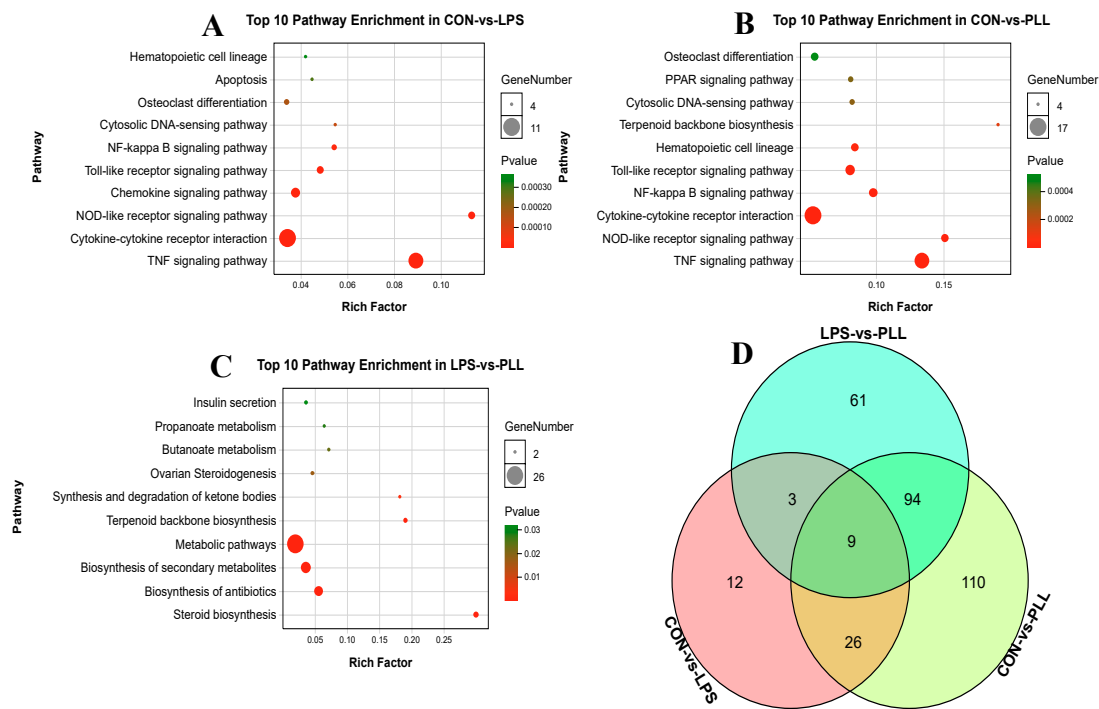 A
Top 10 Pathway Enrichment in CON-vs-LPS
Pathway
Hematopoietic cell lineage
Apoptosis
Osteoclast differentiation
Cytosolic DNA-sensing pathway
NF-kappa B signaling pathway
Toll-like receptor signaling pathway
Chemokine signaling pathway
NOD-like receptor signaling pathway
Cytokine-cytokine receptor interaction
TNF signaling pathway
0.04 0.06 0.08 0.10
Rich Factor
GeneNumber
4
11
Pvalue
0.00030
0.00020
0.00010
B
Top 10 Pathway Enrichment in CON-vs-PLL
Pathway
Osteoclast differentiation
PPAR signaling pathway
Cytosolic DNA-sensing pathway
Terpenoid backbone biosynthesis
Hematopoietic cell lineage
Toll-like receptor signaling pathway
NF-kappa B signaling pathway
Cytokine-cytokine receptor interaction
NOD-like receptor signaling pathway
TNF signaling pathway
0.10 0.15
Rich Factor
GeneNumber
4
17
Pvalue
0.0004
0.0002
C
Top 10 Pathway Enrichment in LPS-vs-PLL
Pathway
Insulin secretion
Propanoate metabolism
Butanoate metabolism
Ovarian Steroidogenesis
Synthesis and degradation of ketone bodies
Terpenoid backbone biosynthesis
Metabolic pathways
Biosynthesis of secondary metabolites
Biosynthesis of antibiotics
Steroid biosynthesis
0.05 0.10 0.15 0.20 0.25
Rich Factor
GeneNumber
2
26
Pvalue
0.03
0.02
0.01
D
LPS-vs-PLL
61
3
94
9
12
110
26
CON-vs-LPS
CON-vs-PLL